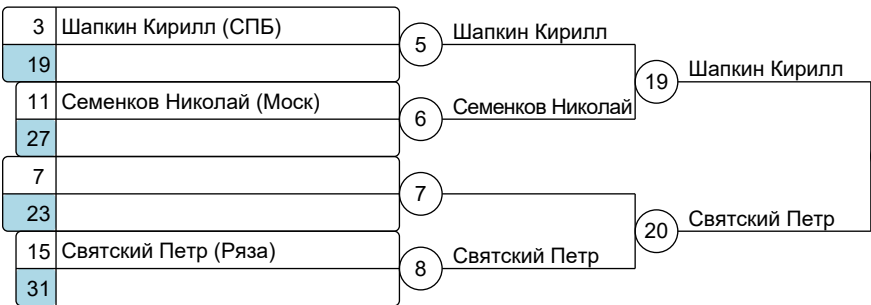 3 Шапкин Кирилл (СПБ)
5 Шапкин Кирилл
19
19 Шапкин Кирилл
11 Семенков Николай (Моск)
6 Семенков Николай
27
7
7
23
20 Святский Петр
15 Святский Петр (Ряза)
8 Святский Петр
31